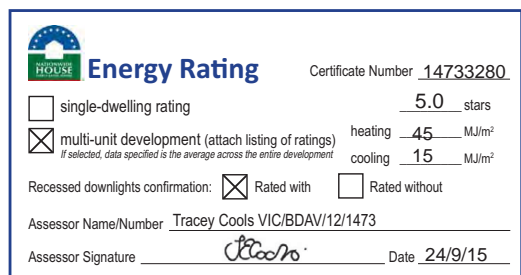 NATIONWIDE
HOUSE
Energy Rating
Certificate Number 14733280
single-dwelling rating
5.0 stars
multi-unit development (attach listing of ratings)
If selected, data specified is the average across the entire development
heating 45 MJ/m²
cooling 15 MJ/m²
Recessed downlights confirmation: Rated with Rated without
Assessor Name/Number Tracey Cools VIC/BDAV/12/1473
Assessor Signature Date 24/9/15